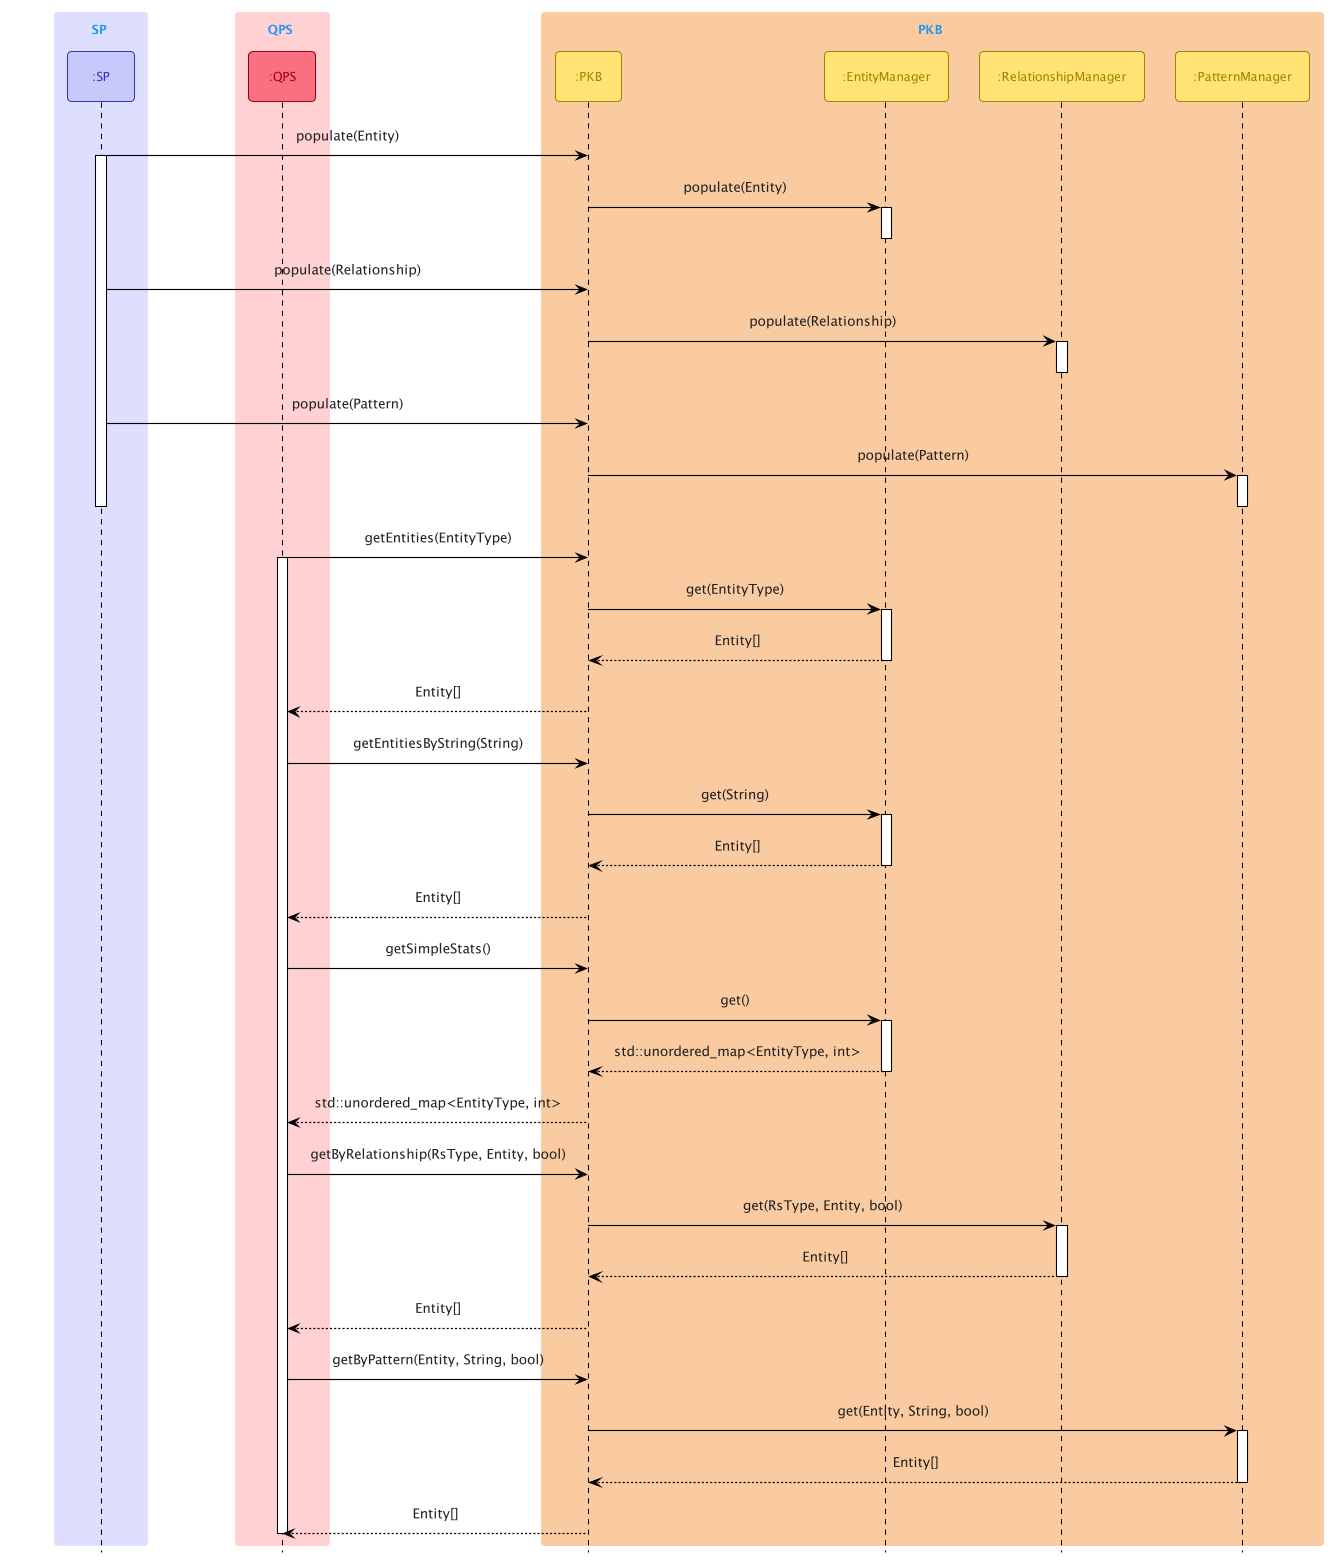 SP
QPS
PKB
:SP
:QPS
:PKB
:EntityManager
:RelationshipManager
:PatternManager
populate(Entity)
populate(Entity)
populate(Relationship)
populate(Relationship)
populate(Pattern)
populate(Pattern)
getEntities(EntityType)
get(EntityType)
Entity[]
Entity[]
getEntitiesByString(String)
get(String)
Entity[]
Entity[]
getSimpleStats()
get()
std::unordered_map<EntityType, int>
std::unordered_map<EntityType, int>
getByRelationship(RsType, Entity, bool)
get(RsType, Entity, bool)
Entity[]
Entity[]
getByPattern(Entity, String, bool)
get(Entity, String, bool)
Entity[]
Entity[]